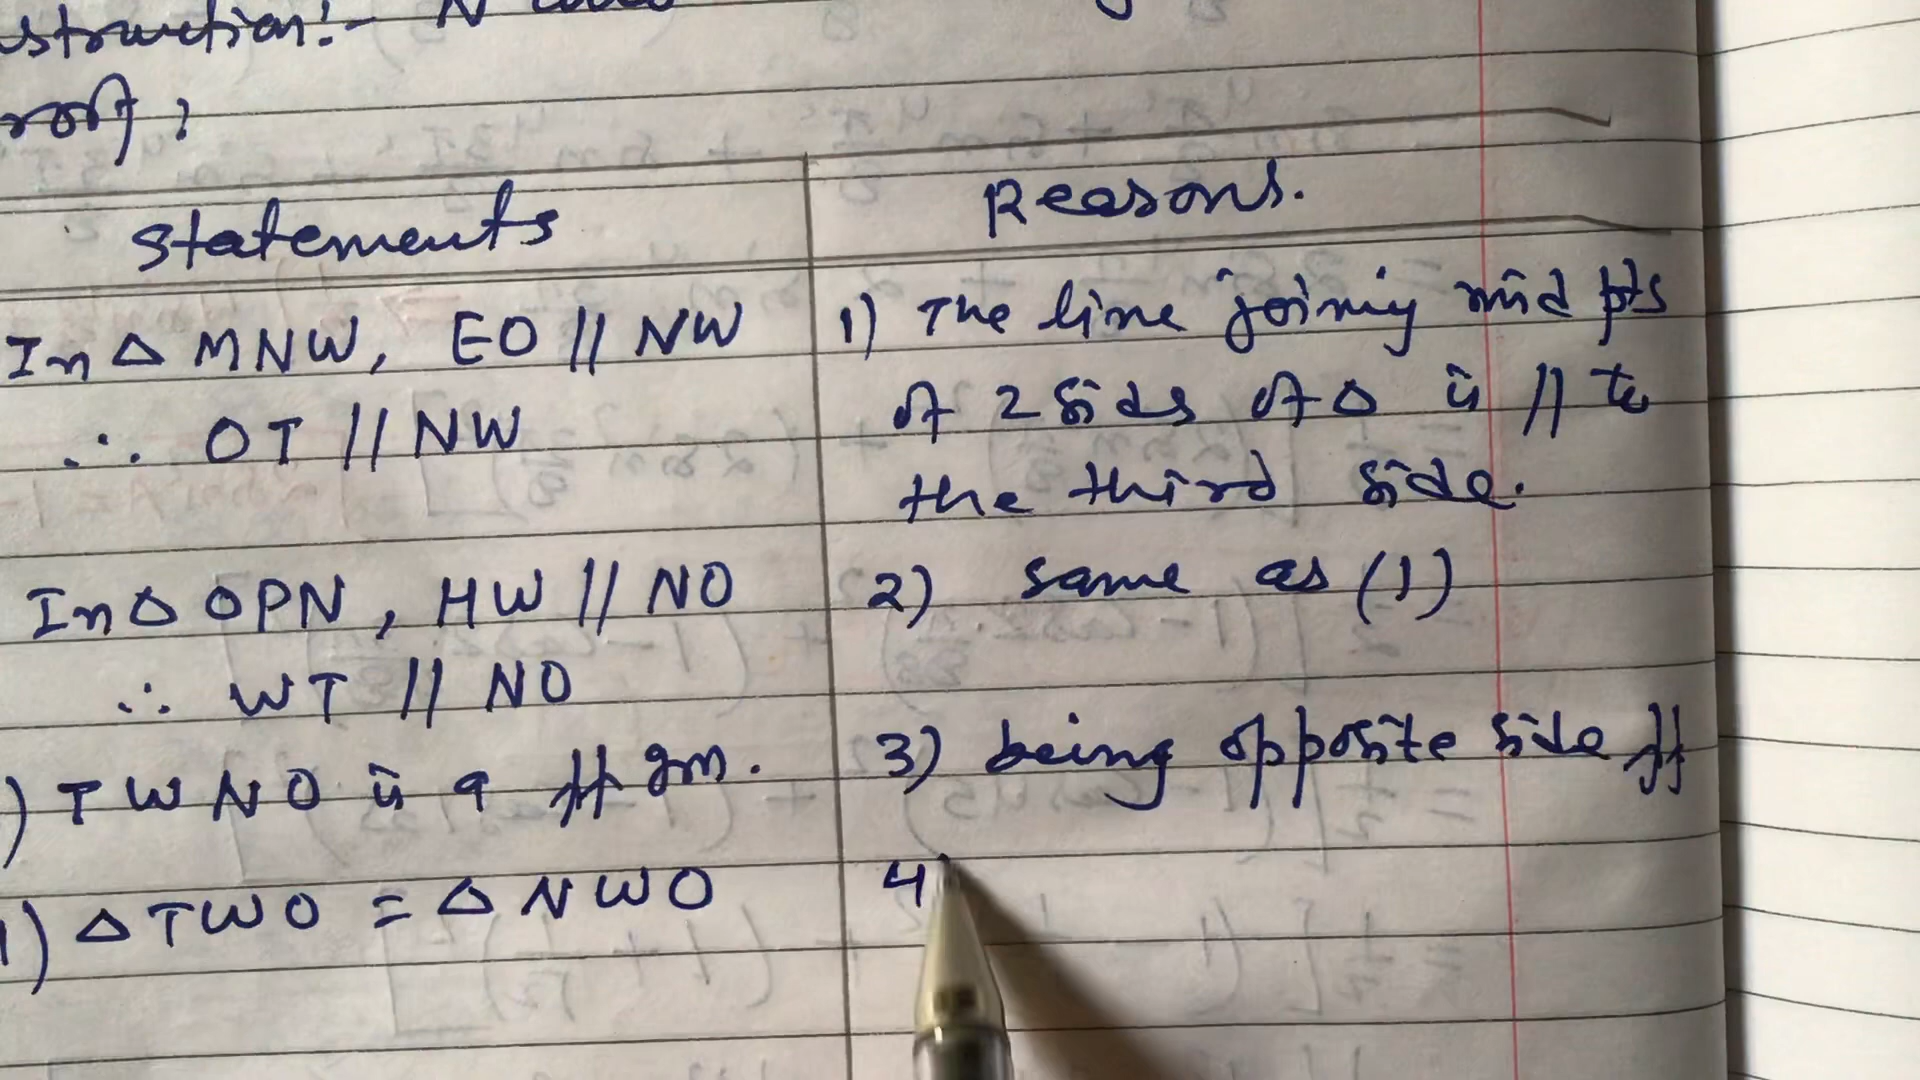 struction:- N
roof:
Statements
Reasons.
In △ MNW, EO // NW
1) The line joining mid pts
∴ OT // NW
of 2 sides of △ is // to
the third side.
In △ OPN, HW // NO
2) same as (1)
∴ WT // NO
) TWNO is a //gm.
3) being opposite side //
) △ TWO = △ NWO
4